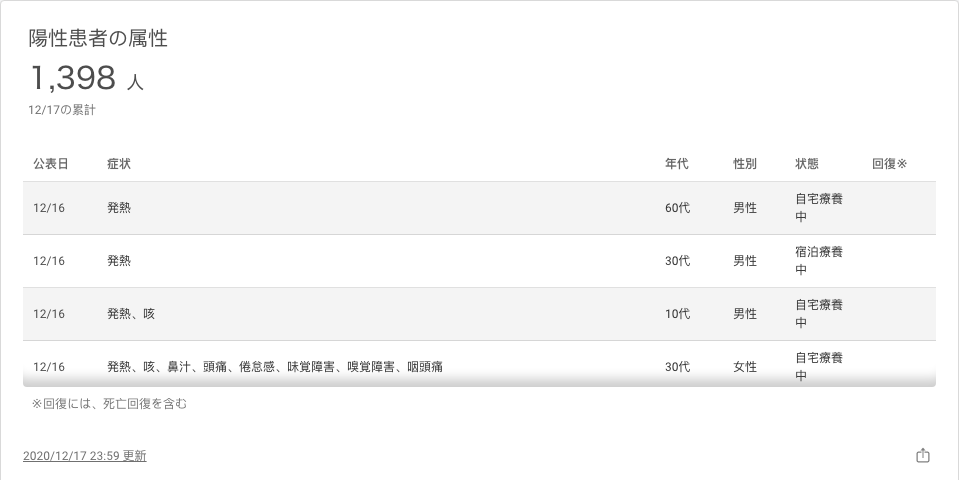 陽性患者の属性
1,398 人
12/17の累計
公表日 症状 年代 性別 状態 回復※
12/16 発熱 60代 男性 自宅療養
中
12/16 発熱 30代 男性 宿泊療養
中
12/16 発熱、咳 10代 男性 自宅療養
中
12/16 発熱、咳、鼻汁、頭痛、倦怠感、味覚障害、嗅覚障害、咽頭痛 30代 女性 自宅療養
中
※回復には、死亡回復を含む
2020/12/17 23:59 更新